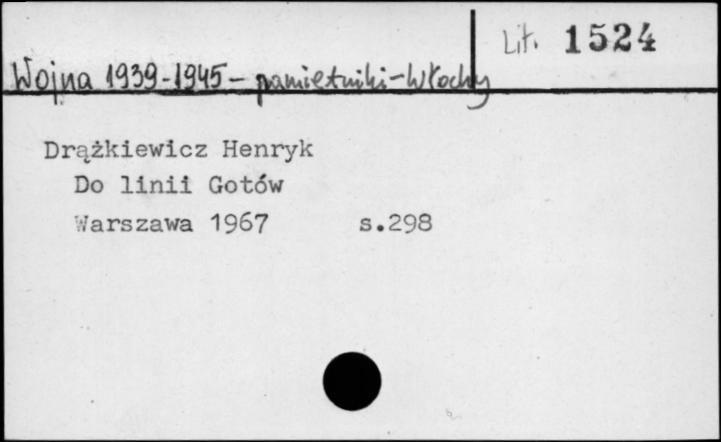 Lit. 1524
Wojna 1939-1945 - pamiętniki - Włochy
Drążkiewicz Henryk
Do linii Gotów
Warszawa 1967 s.298